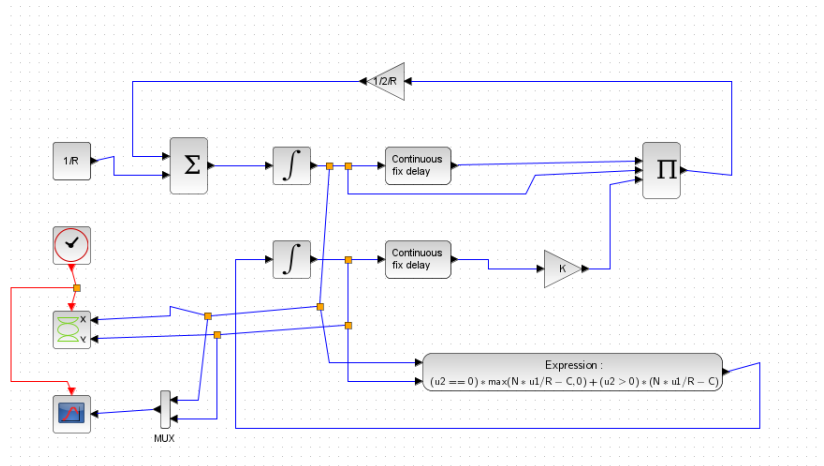 1/2/R
1/R
Σ
∫
Continuous
fix delay
Π
∫
Continuous
fix delay
K
X
Y
Expression :
(u2 == 0) * max(N * u1/R − C, 0) + (u2 > 0) * (N * u1/R − C)
MUX